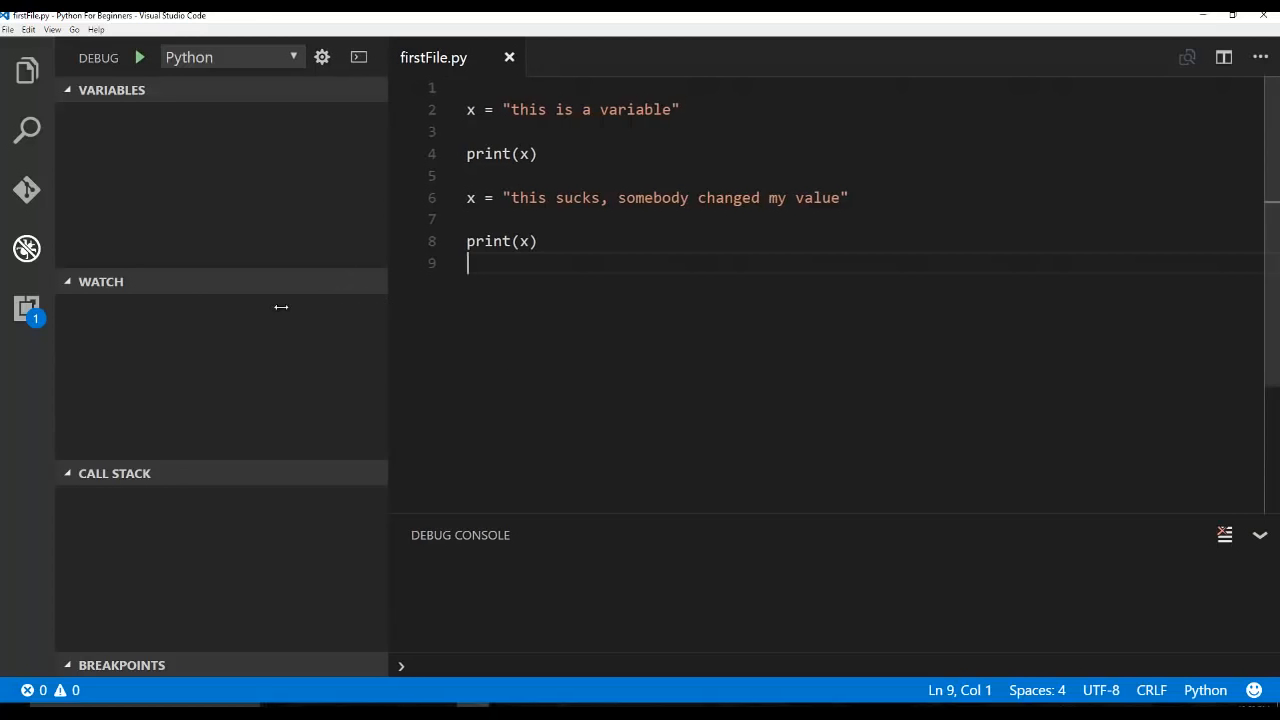 firstFile.py - Python For Beginners - Visual Studio Code
File Edit View Go Help
DEBUG Python
firstFile.py
VARIABLES
WATCH
CALL STACK
BREAKPOINTS
1
1
2 x = "this is a variable"
3
4 print(x)
5
6 x = "this sucks, somebody changed my value"
7
8 print(x)
9
DEBUG CONSOLE
0 0 Ln 9, Col 1 Spaces: 4 UTF-8 CRLF Python